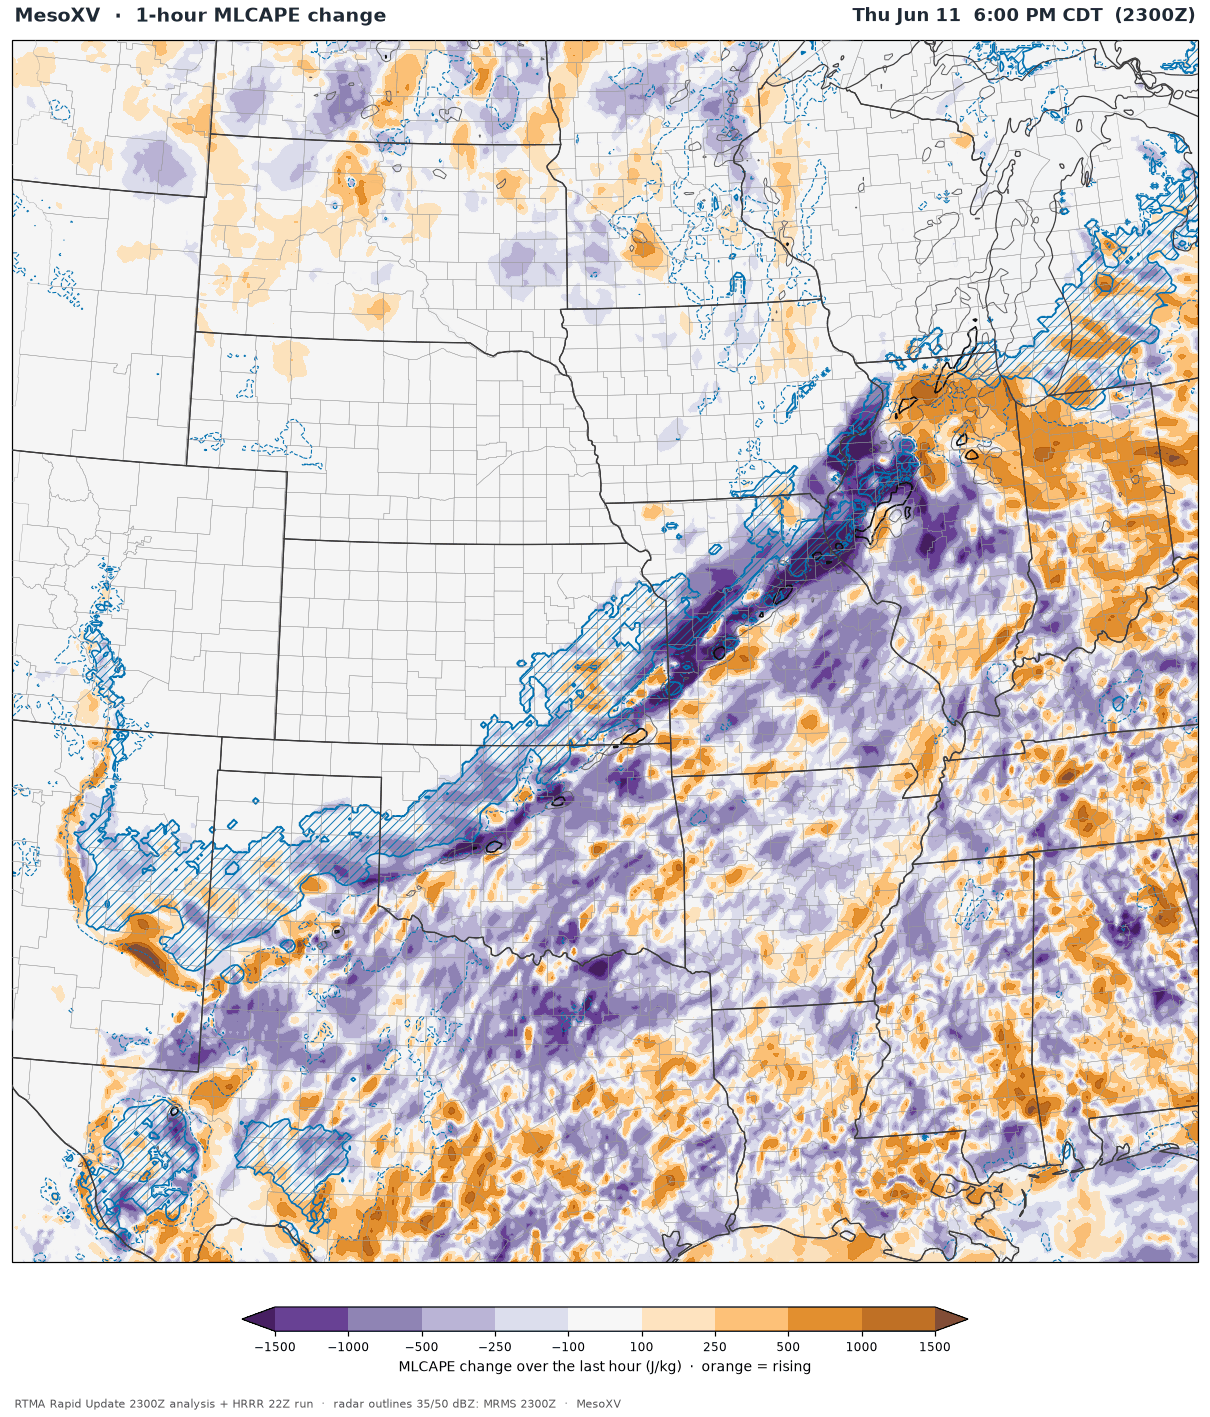 MesoXV · 1-hour MLCAPE change
Thu Jun 11 6:00 PM CDT (2300Z)
−1500 −1000 −500 −250 −100 100 250 500 1000 1500
MLCAPE change over the last hour (J/kg) · orange = rising
RTMA Rapid Update 2300Z analysis + HRRR 22Z run · radar outlines 35/50 dBZ: MRMS 2300Z · MesoXV